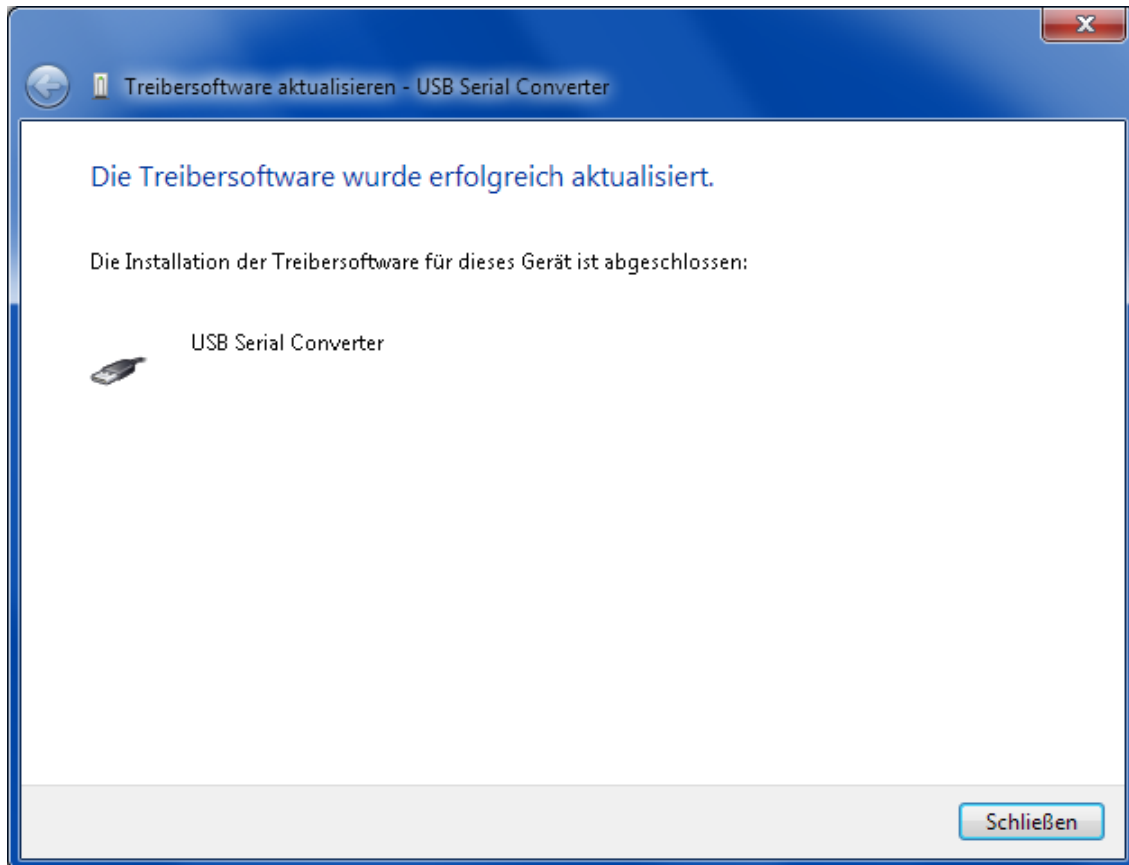 Treibersoftware aktualisieren - USB Serial Converter
Die Treibersoftware wurde erfolgreich aktualisiert.
Die Installation der Treibersoftware für dieses Gerät ist abgeschlossen:
USB Serial Converter
Schließen